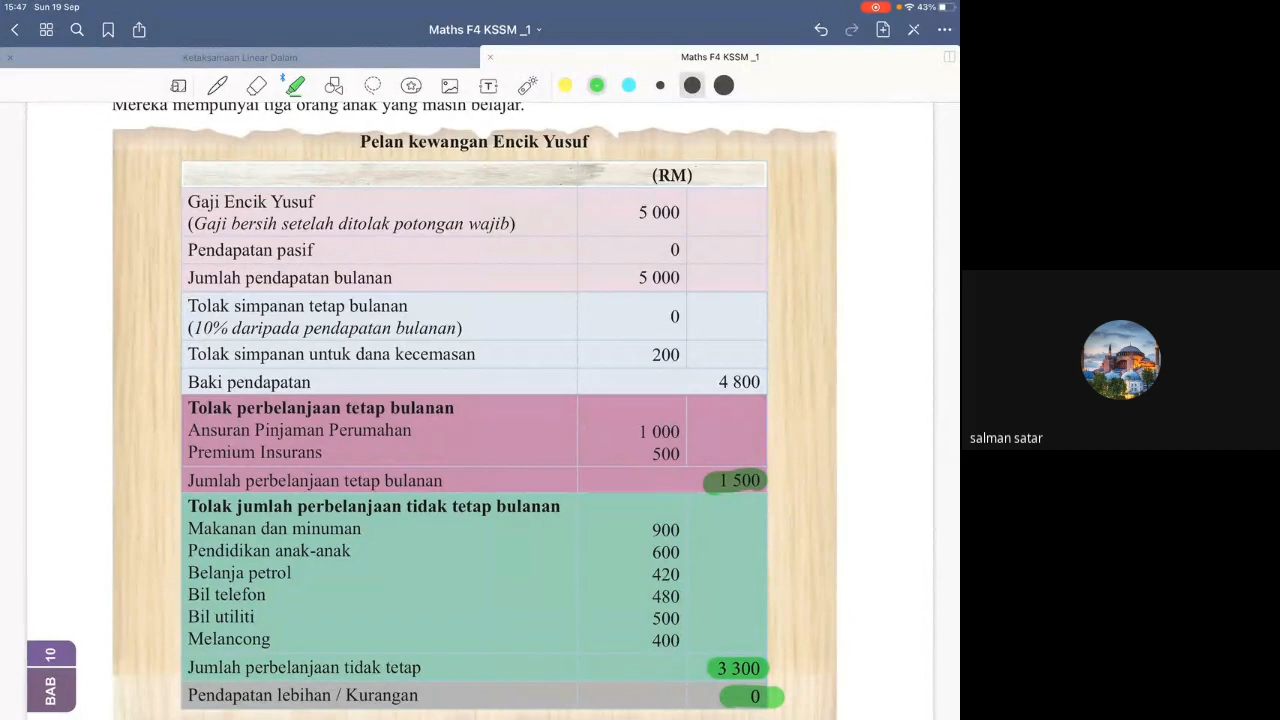 15:47 Sun 19 Sep
43%
Maths F4 KSSM _1
Ketaksamaan Linear Dalam
Maths F4 KSSM _1
Mereka mempunyai tiga orang anak yang masih belajar.
Pelan kewangan Encik Yusuf
(RM)
Gaji Encik Yusuf
(Gaji bersih setelah ditolak potongan wajib)
5 000
Pendapatan pasif 0
Jumlah pendapatan bulanan 5 000
Tolak simpanan tetap bulanan
(10% daripada pendapatan bulanan)
0
Tolak simpanan untuk dana kecemasan 200
Baki pendapatan 4 800
Tolak perbelanjaan tetap bulanan
Ansuran Pinjaman Perumahan 1 000
Premium Insurans 500
Jumlah perbelanjaan tetap bulanan 1 500
Tolak jumlah perbelanjaan tidak tetap bulanan
Makanan dan minuman 900
Pendidikan anak-anak 600
Belanja petrol 420
Bil telefon 480
Bil utiliti 500
Melancong 400
Jumlah perbelanjaan tidak tetap 3 300
Pendapatan lebihan / Kurangan 0
BAB 10
salman satar